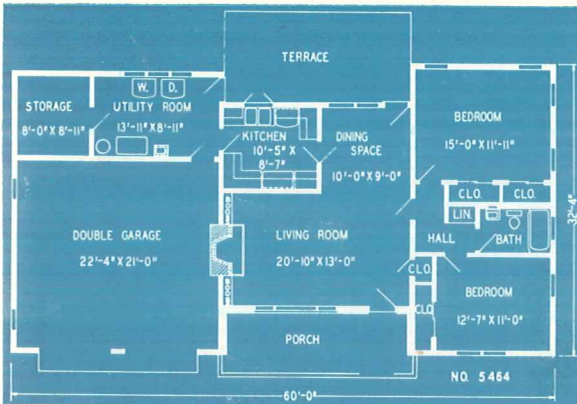 TERRACE
W.
D.
STORAGE
8'-0" X 8'-11"
UTILITY ROOM
13'-11" X 8'-11"
KITCHEN
10'-5" X
8'-7"
DINING
SPACE
10'-0" X 9'-0"
BEDROOM
15'-0" X 11'-11"
CLO.
CLO.
LIN.
BATH
HALL
32'-4"
DOUBLE GARAGE
22'-4" X 21'-0"
LIVING ROOM
20'-10" X 13'-0"
CLO.
CLO.
BEDROOM
12'-7" X 11'-0"
PORCH
NO. 5464
60'-0"